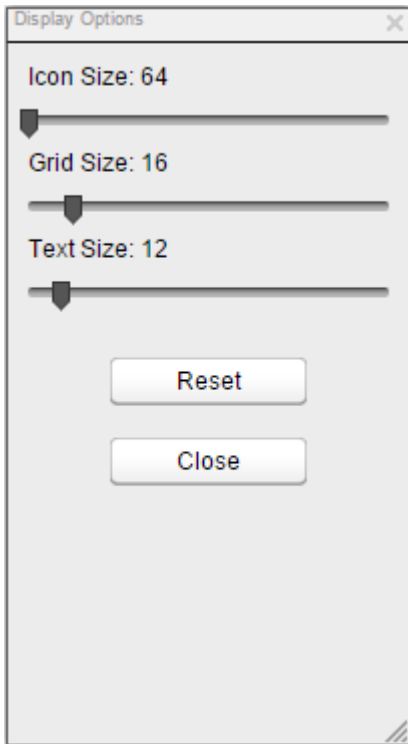 Display Options
Icon Size: 64
Grid Size: 16
Text Size: 12
Reset
Close